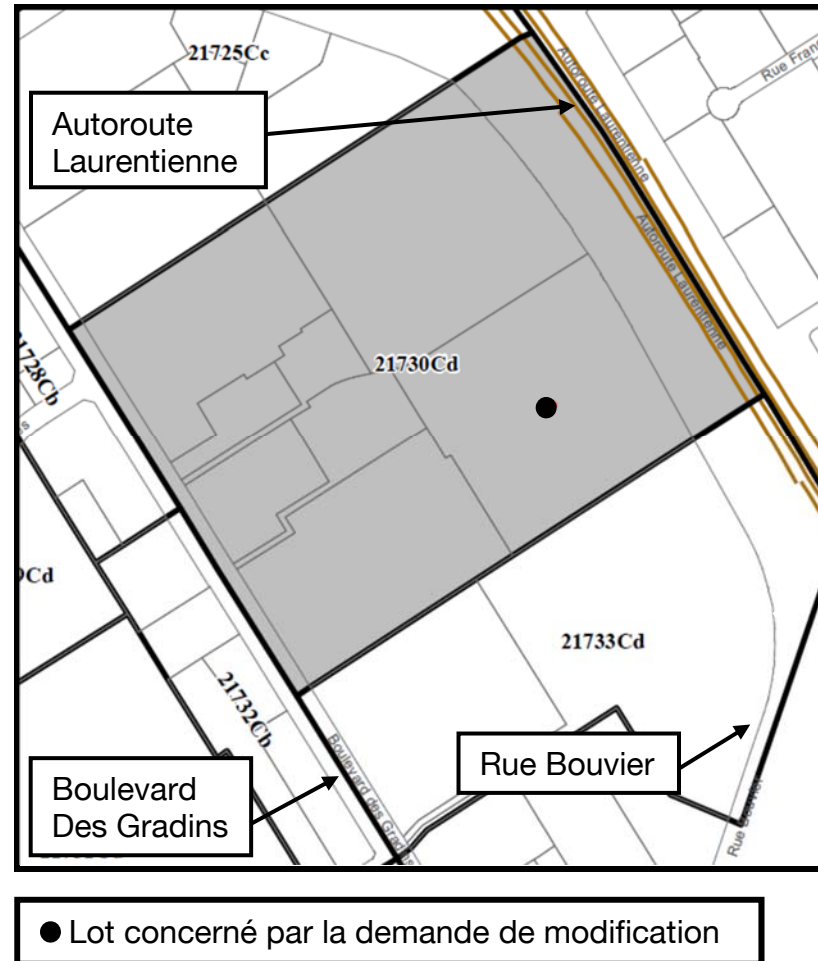 21725Cc
Rue Franç
Autoroute
Laurentienne
Autoroute Laurentienne
Autoroute Laurentienne
21728Cb
21730Cd
Cd
21733Cd
21732Cb
Boulevard des Gradins
Boulevard
Des Gradins
Rue Bouvier
Rue Bouvier
● Lot concerné par la demande de modification